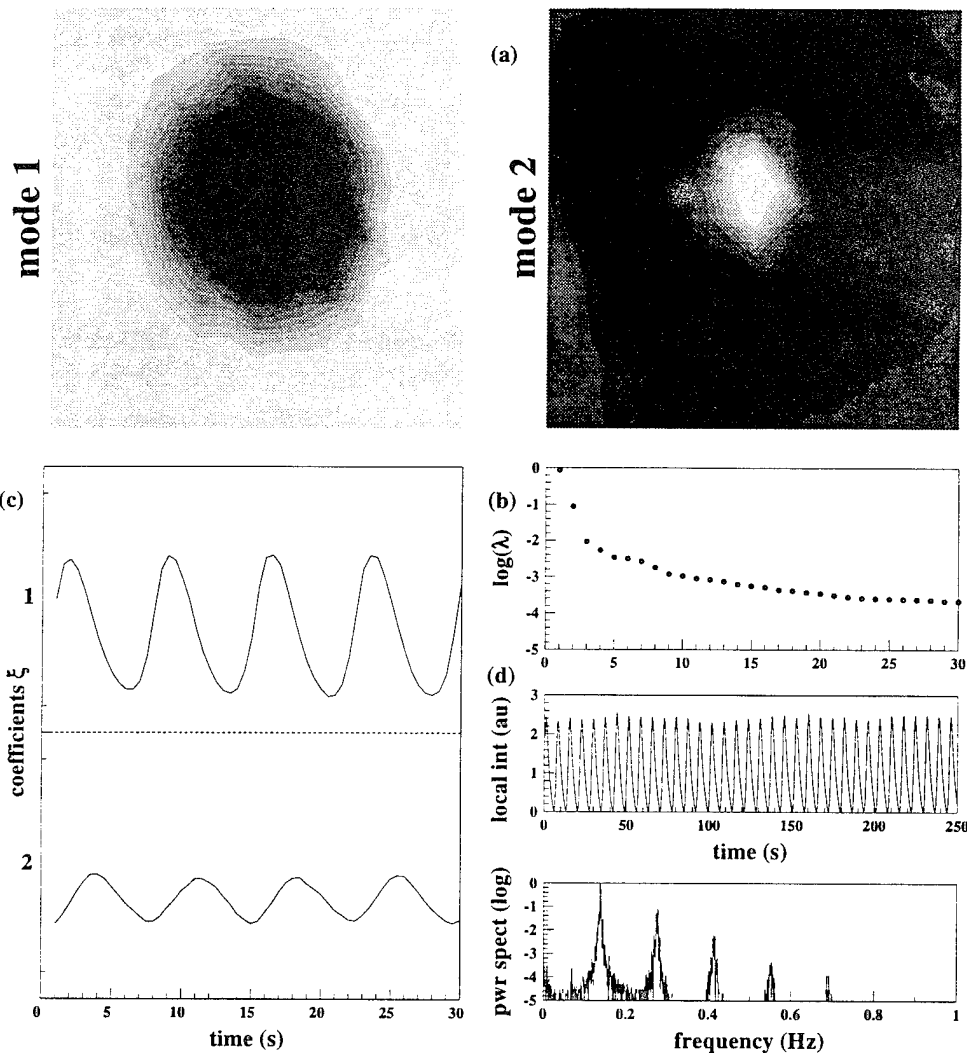 (a)
mode 1
mode 2
(c)
coefficients ξ
1
2
0 5 10 15 20 25 30
time (s)
(b)
log(λ)
0
-1
-2
-3
-4
-5
0 5 10 15 20 25 30
(d)
local int (au)
3
2
1
0
0 50 100 150 200 250
time (s)
pwr spect (log)
0
-1
-2
-3
-4
-5
0 0.2 0.4 0.6 0.8 1
frequency (Hz)